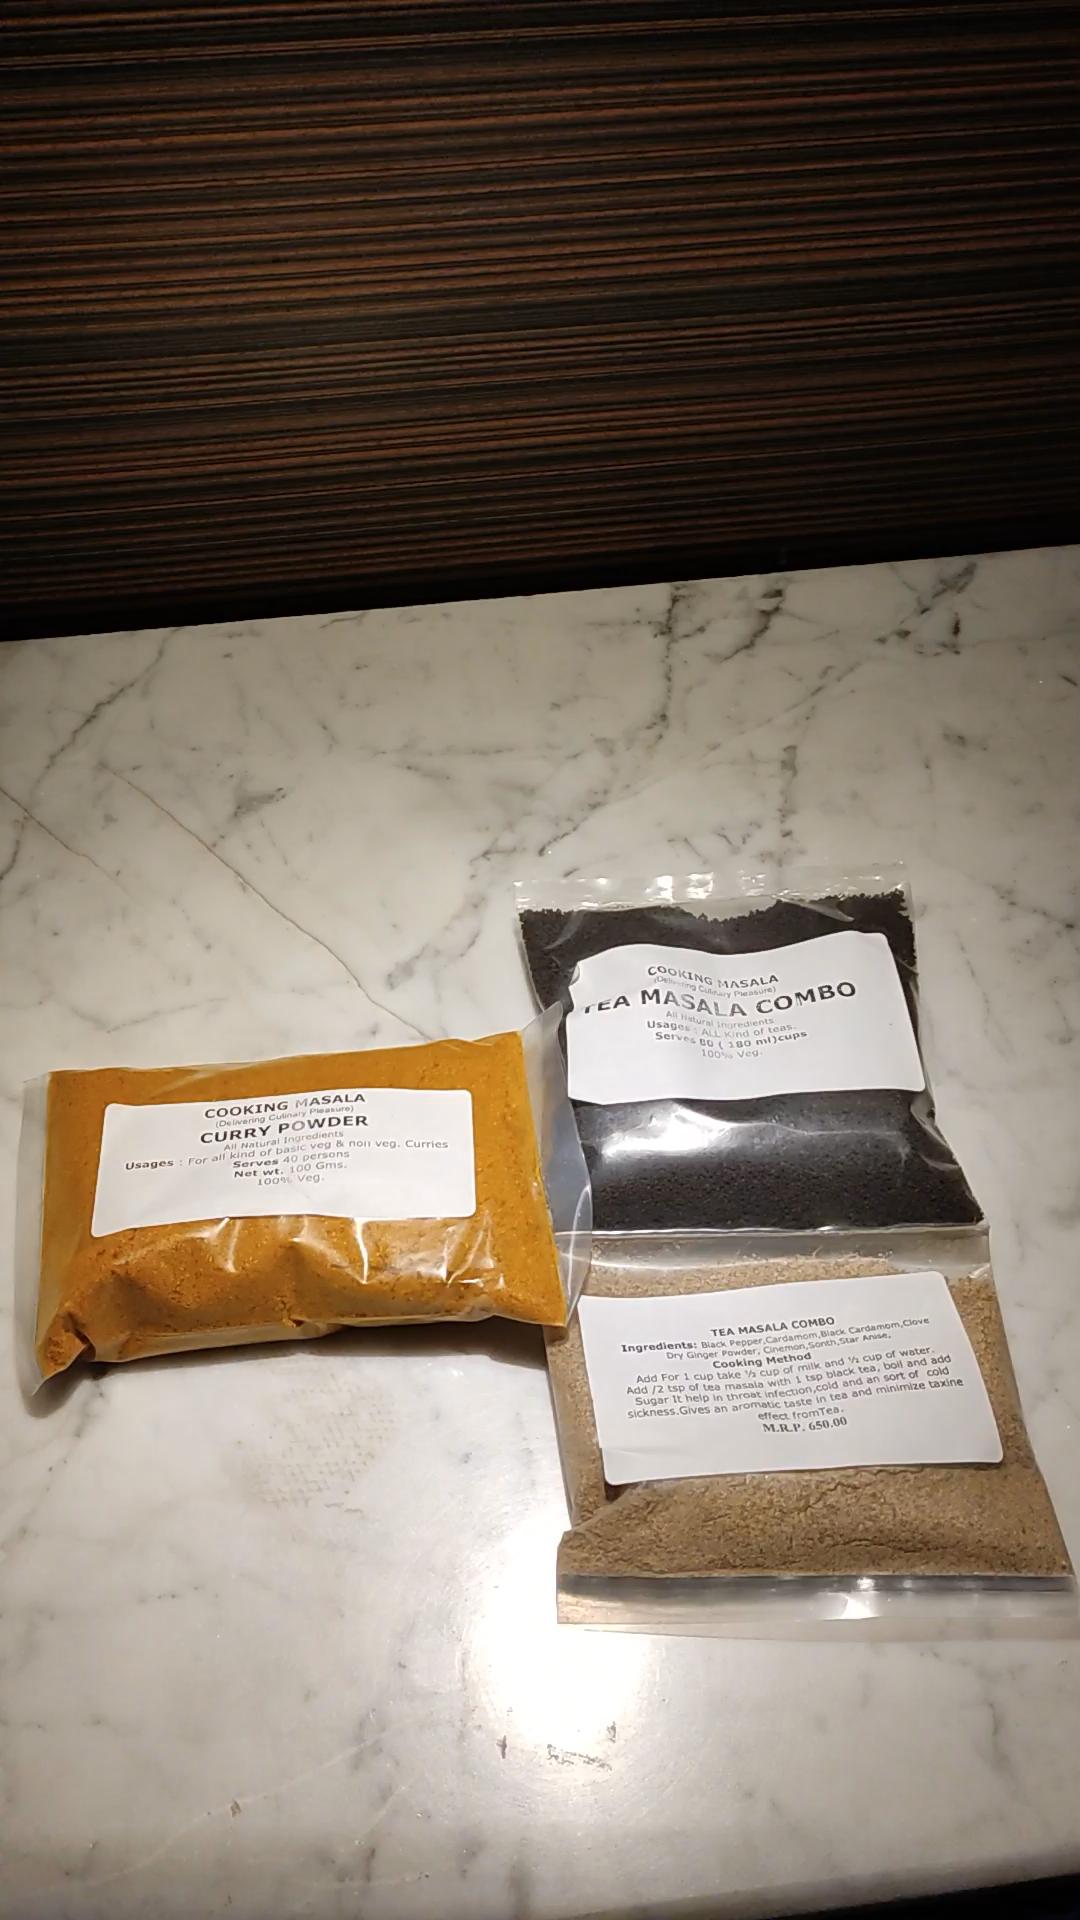 COOKING MASALA
(Delivering Culinary Pleasure)
TEA MASALA COMBO
All Natural Ingredients
Usages : ALL Kind of teas.
Serves 80 ( 180 ml)cups
100% Veg.
COOKING MASALA
(Delivering Culinary Pleasure)
CURRY POWDER
All Natural Ingredients
Usages : For all kind of basic veg & non veg. Curries
Serves 40 persons
Net wt. 100 Gms.
100% Veg.
TEA MASALA COMBO
Ingredients: Black Pepper,Cardamom,Black Cardamom,Clove
Dry Ginger Powder, Cinemon,Sonth,Star Anise,
Cooking Method
Add For 1 cup take ½ cup of milk and ½ cup of water.
Add /2 tsp of tea masala with 1 tsp black tea, boil and add
Sugar It help in throat infection,cold and an sort of cold
sickness.Gives an aromatic taste in tea and minimize taxine
effect fromTea.
M.R.P. 650.00